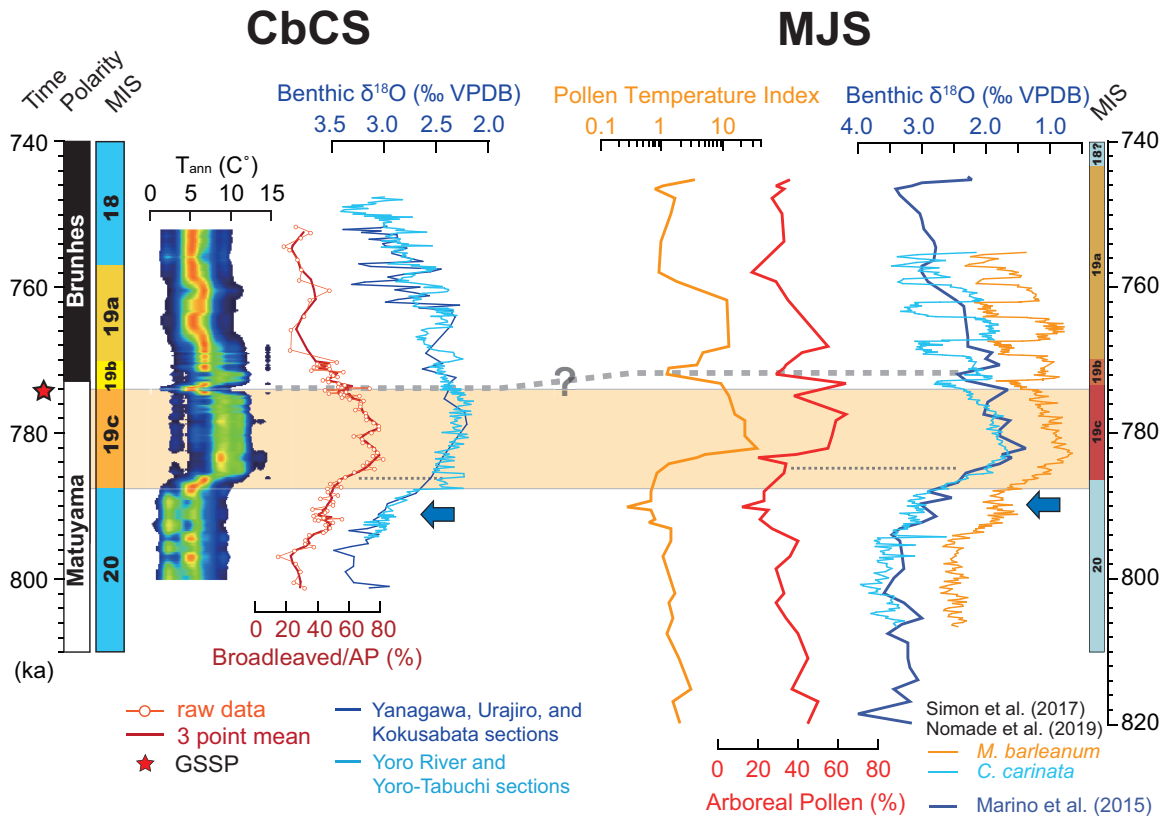 CbCS
MJS
Time
Polarity
MIS
Benthic δ18O (‰ VPDB)
Pollen Temperature Index
Benthic δ18O (‰ VPDB)
MIS
3.5 3.0 2.5 2.0
0.1 1 10
4.0 3.0 2.0 1.0
740
740
Tann (C˚)
0 5 10 15
18?
18
Brunhes
19a
19a
760
760
19b
19b
?
19c
19c
780
780
Matuyama
20
20
800
800
0 20 40 60 80
Broadleaved/AP (%)
(ka)
raw data
3 point mean
GSSP
Yanagawa, Urajiro, and
Kokusabata sections
Yoro River and
Yoro-Tabuchi sections
0 20 40 60 80
Arboreal Pollen (%)
Simon et al. (2017)
Nomade et al. (2019)
820
M. barleanum
C. carinata
Marino et al. (2015)